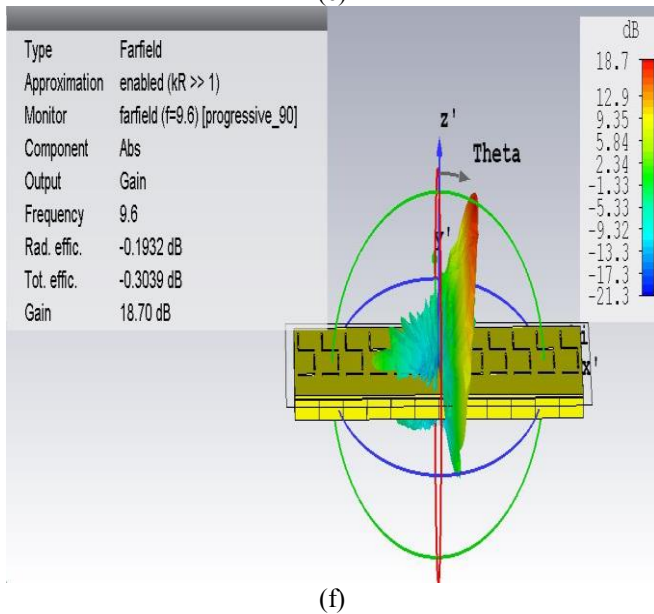 Type Farfield
Approximation enabled (kR >> 1)
Monitor farfield (f=9.6) [progressive_90]
Component Abs
Output Gain
Frequency 9.6
Rad. effic. -0.1932 dB
Tot. effic. -0.3039 dB
Gain 18.70 dB
z'
Theta
y'
x'
dB
18.7
12.9
9.35
5.84
2.34
-1.33
-5.33
-9.32
-13.3
-17.3
-21.3
(f)